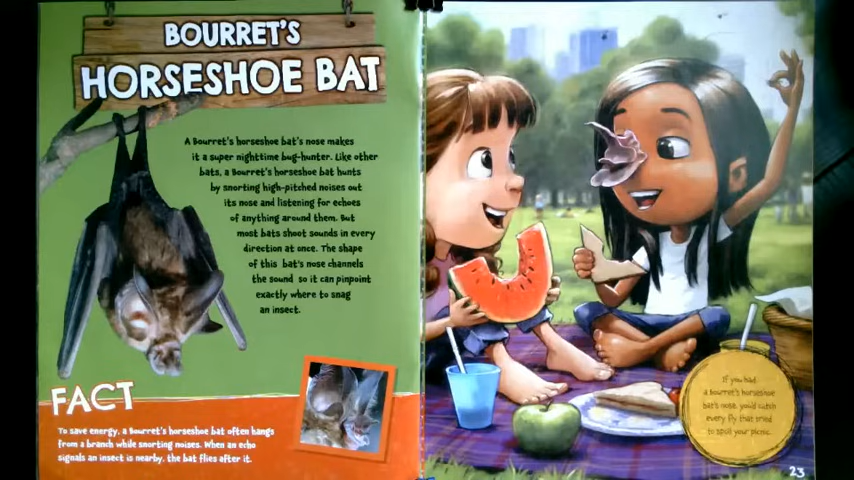 BOURRET'S
HORSESHOE BAT
A Bourret's horseshoe bat's nose makes
it a super nighttime bug-hunter. Like other
bats, a Bourret's horseshoe bat hunts
by snorting high-pitched noises out
its nose and listening for echoes
of anything around them. But
most bats shoot sounds in every
direction at once. The shape
of this bat's nose channels
the sound so it can pinpoint
exactly where to snag
an insect.
FACT
To save energy, a Bourret's horseshoe bat often hangs
from a branch while snorting noises. When an echo
signals an insect is nearby, the bat flies after it.
If you had
a Bourret's horseshoe
bat's nose, you'd catch
every fly that tried
to spoil your picnic.
23